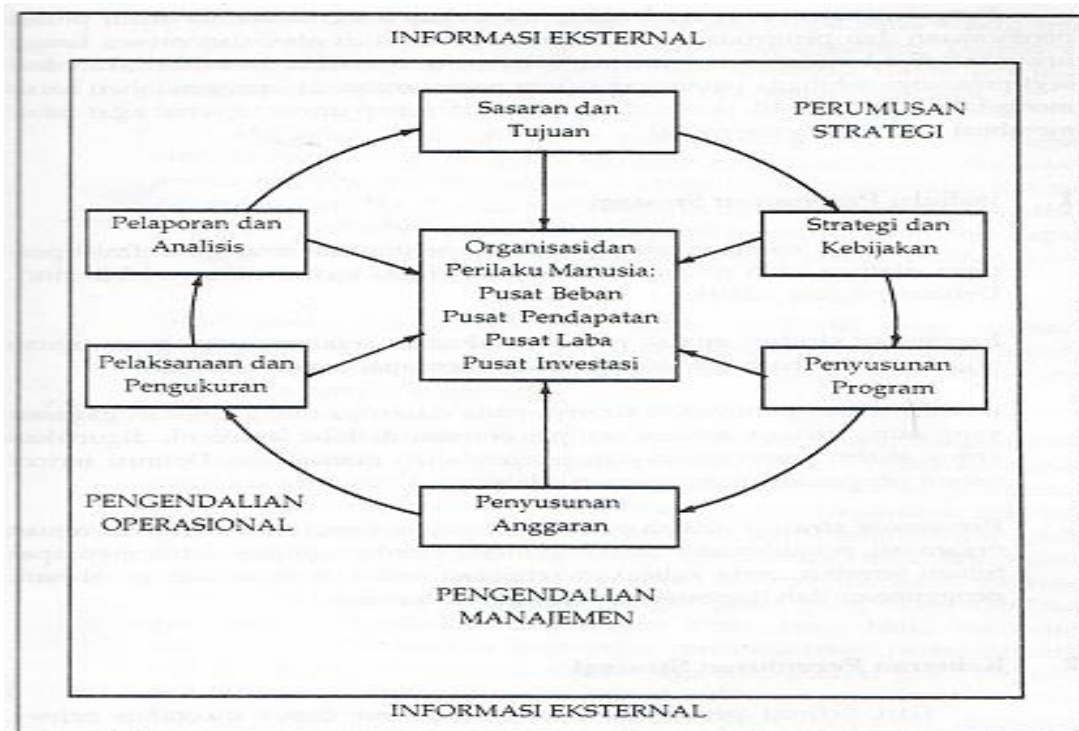 INFORMASI EKSTERNAL
Sasaran dan
Tujuan
PERUMUSAN
STRATEGI
Pelaporan dan
Analisis
Organisasidan
Perilaku Manusia:
Pusat Beban
Pusat Pendapatan
Pusat Laba
Pusat Investasi
Strategi dan
Kebijakan
Pelaksanaan dan
Pengukuran
Penyusunan
Program
PENGENDALIAN
OPERASIONAL
Penyusunan
Anggaran
PENGENDALIAN
MANAJEMEN
INFORMASI EKSTERNAL